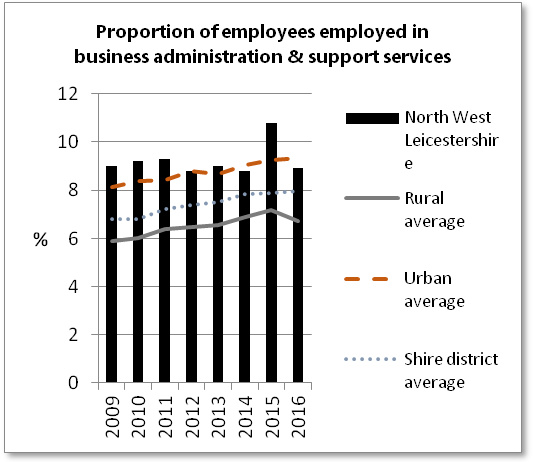 Proportion of employees employed in
business administration & support services
12
10
8
6
4
2
0
%
2009
2010
2011
2012
2013
2014
2015
2016
North West
Leicestershir
e
Rural
average
Urban
average
Shire district
average